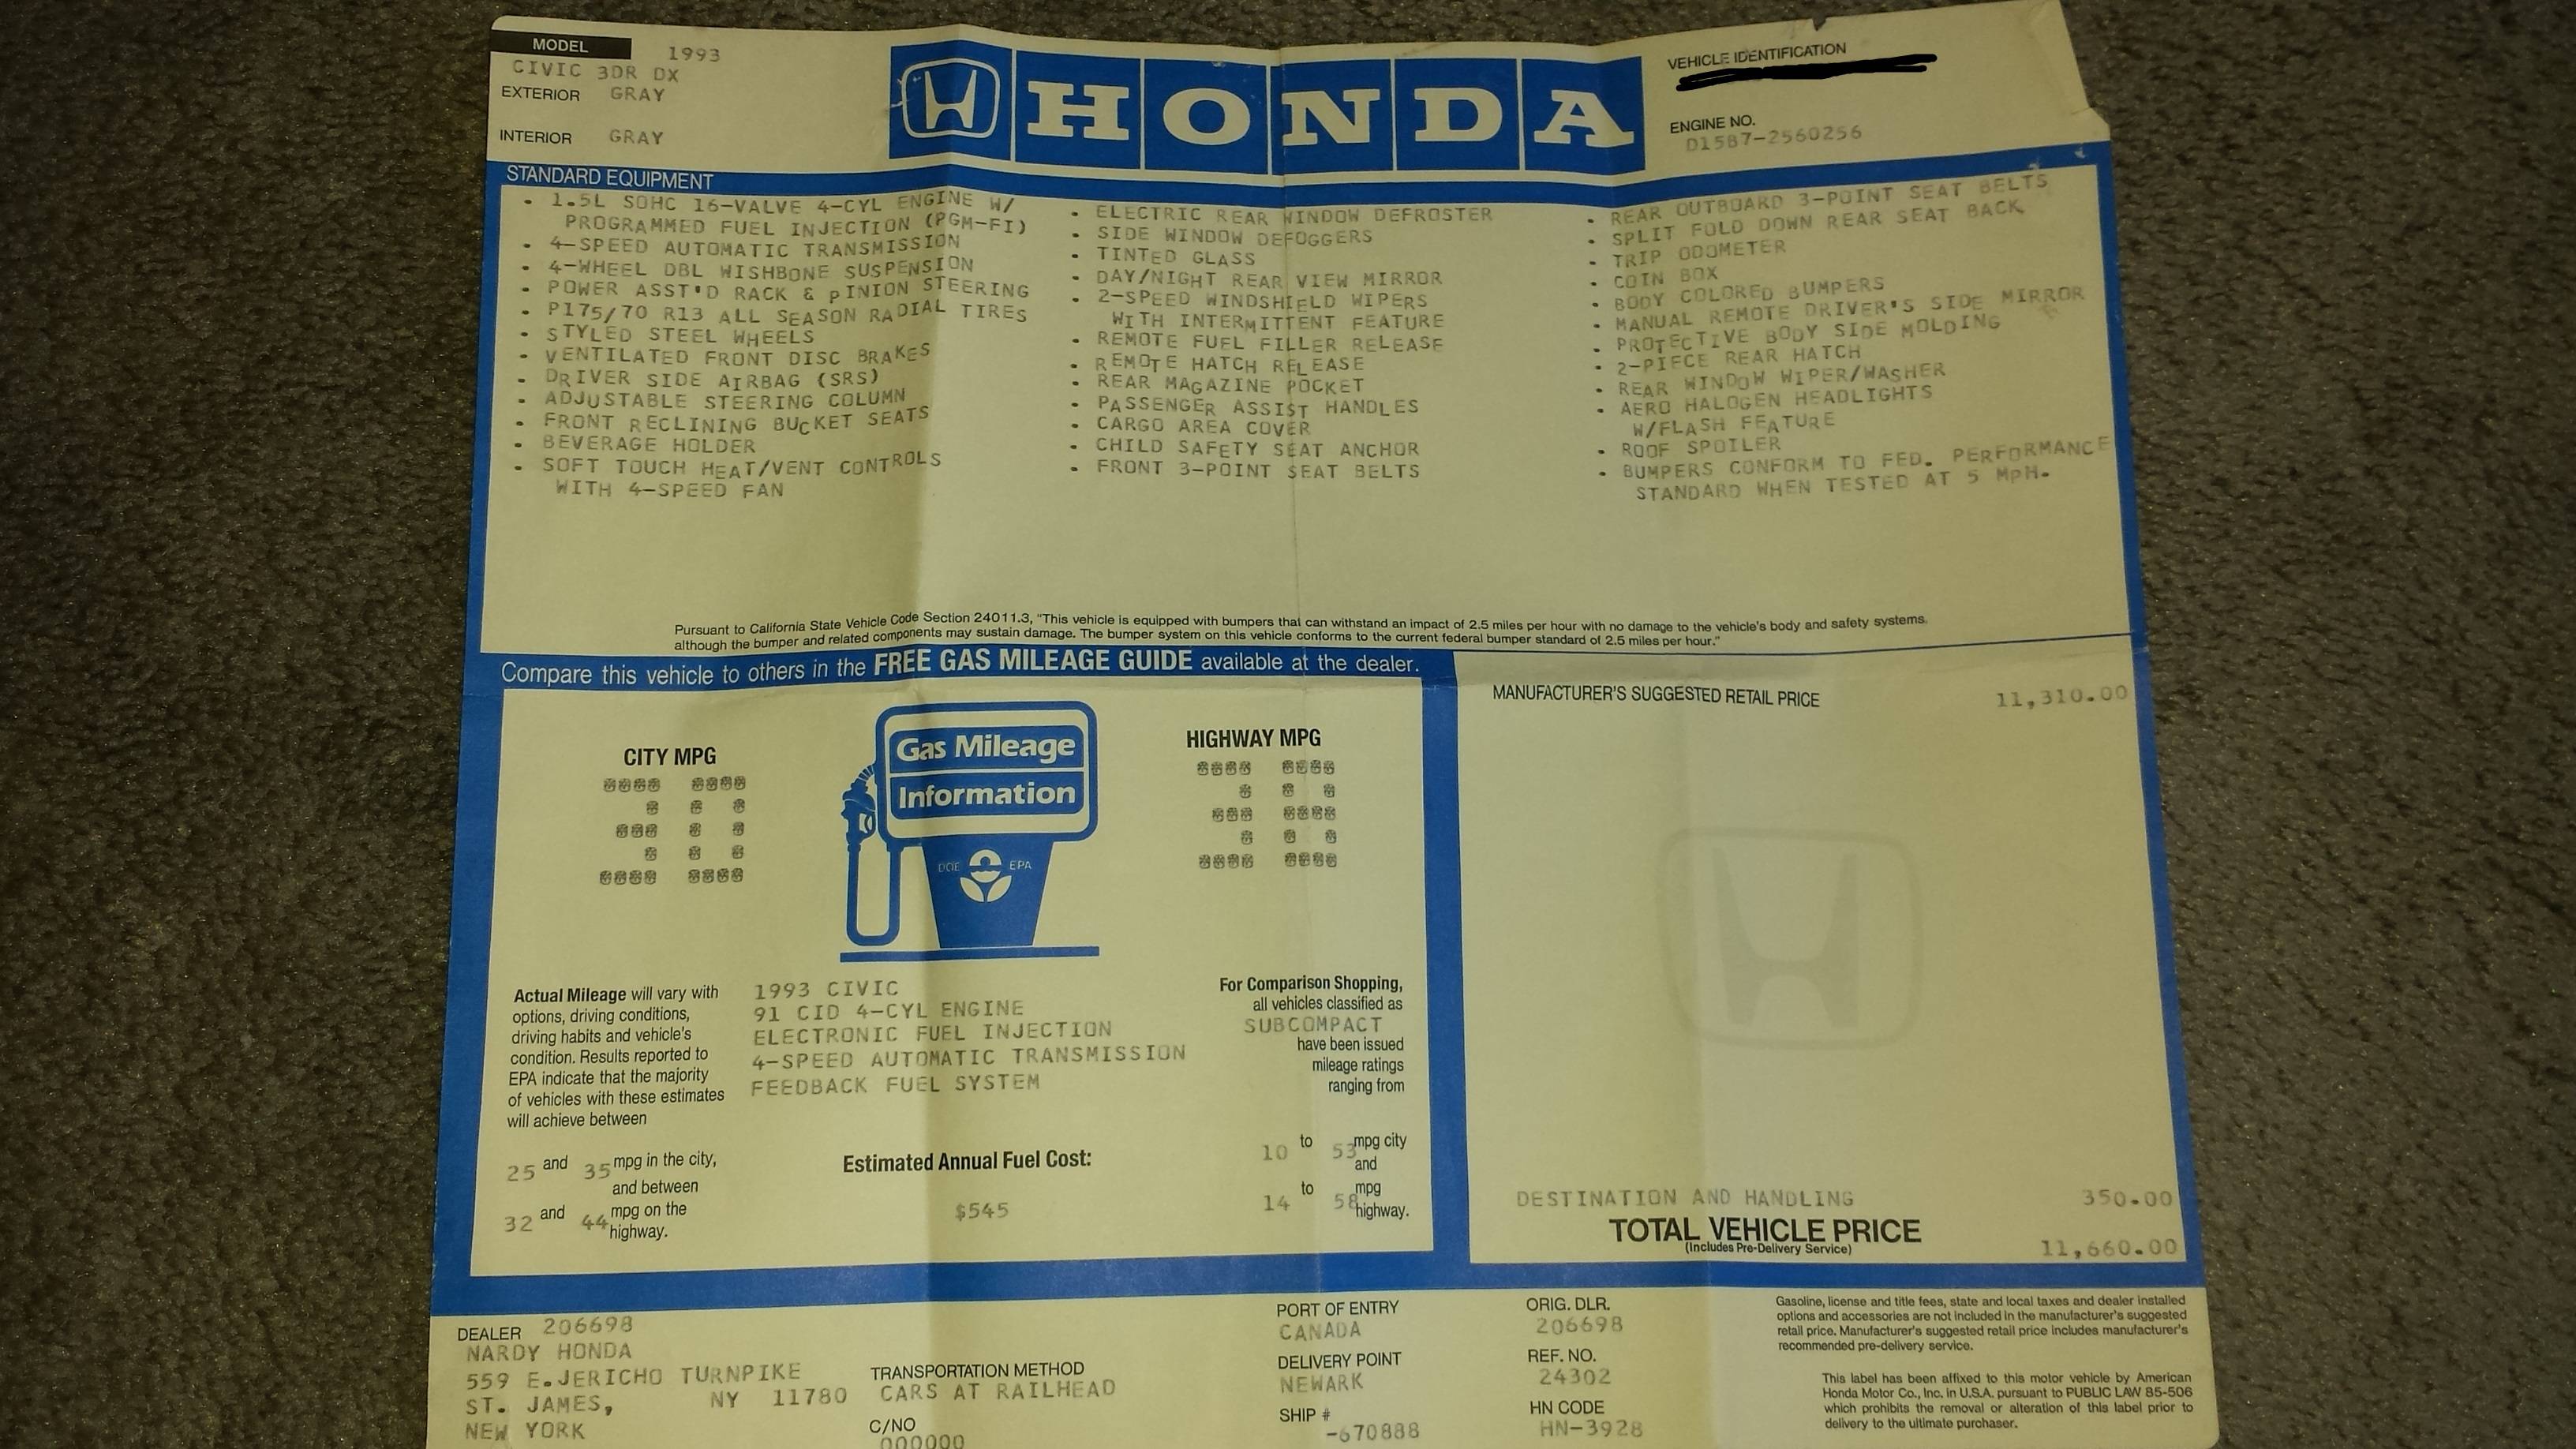 MODEL 1993
CIVIC 3DR DX
EXTERIOR GRAY
INTERIOR GRAY
HONDA
VEHICLE IDENTIFICATION
ENGINE NO.
D15B7-2560256
STANDARD EQUIPMENT
• 1.5L SOHC 16-VALVE 4-CYL ENGINE W/
PROGRAMMED FUEL INJECTION (PGM-FI)
• 4-SPEED AUTOMATIC TRANSMISSION
• 4-WHEEL DBL WISHBONE SUSPENSION
• POWER ASST'D RACK & PINION STEERING
• P175/70 R13 ALL SEASON RADIAL TIRES
• STYLED STEEL WHEELS
• VENTILATED FRONT DISC BRAKES
• DRIVER SIDE AIRBAG (SRS)
• ADJUSTABLE STEERING COLUMN
• FRONT RECLINING BUCKET SEATS
• BEVERAGE HOLDER
• SOFT TOUCH HEAT/VENT CONTROLS
WITH 4-SPEED FAN
• ELECTRIC REAR WINDOW DEFROSTER
• SIDE WINDOW DEFOGGERS
• TINTED GLASS
• DAY/NIGHT REAR VIEW MIRROR
• 2-SPEED WINDSHIELD WIPERS
WITH INTERMITTENT FEATURE
• REMOTE FUEL FILLER RELEASE
• REMOTE HATCH RELEASE
• REAR MAGAZINE POCKET
• PASSENGER ASSIST HANDLES
• CARGO AREA COVER
• CHILD SAFETY SEAT ANCHOR
• FRONT 3-POINT SEAT BELTS
• REAR OUTBOARD 3-POINT SEAT BELTS
• SPLIT FOLD DOWN REAR SEAT BACK
• TRIP ODOMETER
• COIN BOX
• BODY COLORED BUMPERS
• MANUAL REMOTE DRIVER'S SIDE MIRROR
• PROTECTIVE BODY SIDE MOLDING
• 2-PIECE REAR HATCH
• REAR WINDOW WIPER/WASHER
• AERO HALOGEN HEADLIGHTS
W/FLASH FEATURE
• ROOF SPOILER
• BUMPERS CONFORM TO FED. PERFORMANCE
STANDARD WHEN TESTED AT 5 MPH.
Pursuant to California State Vehicle Code Section 24011.3, "This vehicle is equipped with bumpers that can withstand an impact of 2.5 miles per hour with no damage to the vehicle's body and safety systems,
although the bumper and related components may sustain damage. The bumper system on this vehicle conforms to the current federal bumper standard of 2.5 miles per hour."
Compare this vehicle to others in the FREE GAS MILEAGE GUIDE available at the dealer.
CITY MPG
30
Gas Mileage
Information
DOE EPA
HIGHWAY MPG
38
Actual Mileage will vary with
options, driving conditions,
driving habits and vehicle's
condition. Results reported to
EPA indicate that the majority
of vehicles with these estimates
will achieve between
25 and 35 mpg in the city,
and between
32 and 44 mpg on the
highway.
1993 CIVIC
91 CID 4-CYL ENGINE
ELECTRONIC FUEL INJECTION
4-SPEED AUTOMATIC TRANSMISSION
FEEDBACK FUEL SYSTEM
Estimated Annual Fuel Cost:
$545
For Comparison Shopping,
all vehicles classified as
SUBCOMPACT
have been issued
mileage ratings
ranging from
10 to 53 mpg city
and
14 to 58 mpg
highway.
MANUFACTURER'S SUGGESTED RETAIL PRICE 11,310.00
DESTINATION AND HANDLING 350.00
TOTAL VEHICLE PRICE
(Includes Pre-Delivery Service)
11,660.00
DEALER 206698
NARDY HONDA
559 E.JERICHO TURNPIKE
ST. JAMES, NY 11780
NEW YORK
TRANSPORTATION METHOD
CARS AT RAILHEAD
C/NO
000000
PORT OF ENTRY
CANADA
DELIVERY POINT
NEWARK
SHIP #
-670888
ORIG. DLR.
206698
REF. NO.
24302
HN CODE
HN-3928
Gasoline, license and title fees, state and local taxes and dealer installed
options and accessories are not included in the manufacturer's suggested
retail price. Manufacturer's suggested retail price includes manufacturer's
recommended pre-delivery service.
This label has been affixed to this motor vehicle by American
Honda Motor Co., Inc. in U.S.A. pursuant to PUBLIC LAW 85-506
which prohibits the removal or alteration of this label prior to
delivery to the ultimate purchaser.